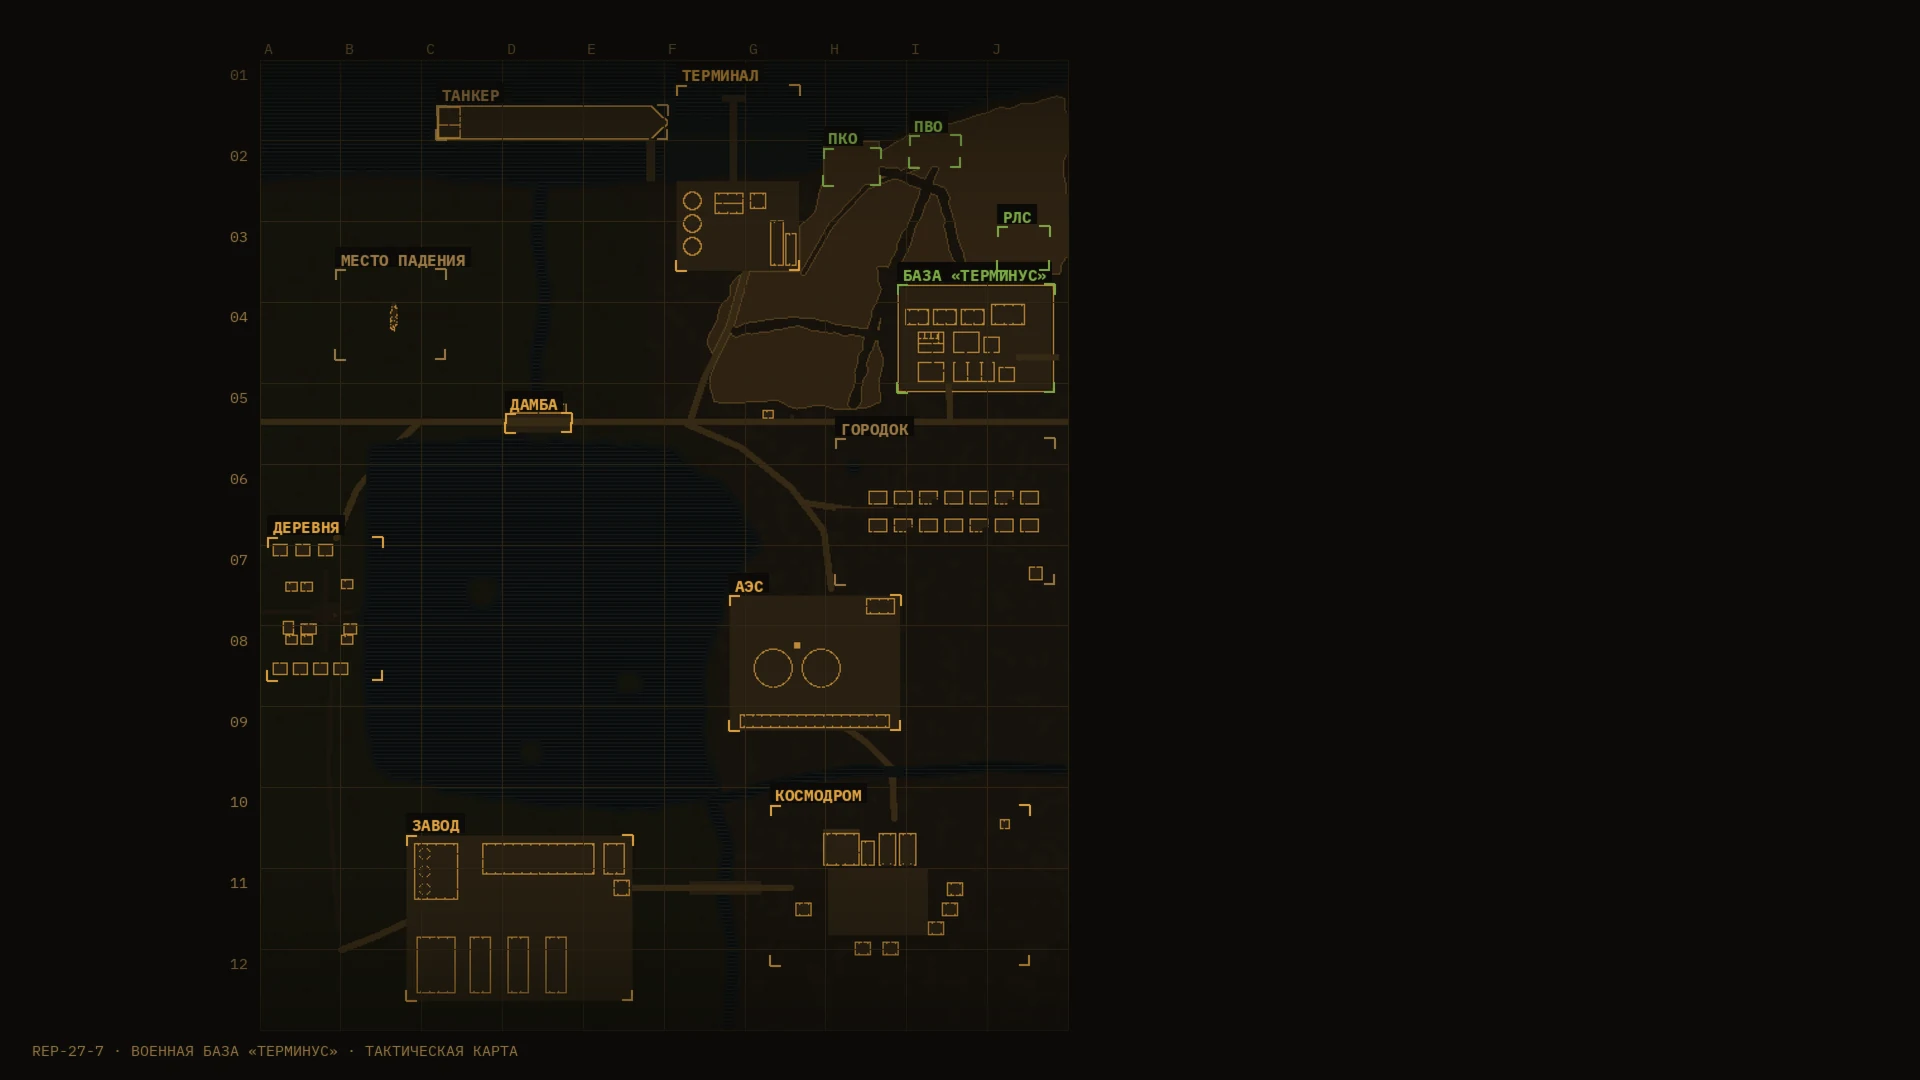 A B C D E F G H I J
01
ТЕРМИНАЛ
ТАНКЕР
ПВО
ПКО
02
РЛС
03
МЕСТО ПАДЕНИЯ
БАЗА «ТЕРМИНУС»
04
05
ДАМБА
ГОРОДОК
06
ДЕРЕВНЯ
07
АЭС
08
09
КОСМОДРОМ
10
ЗАВОД
11
12
REP-27-7 · ВОЕННАЯ БАЗА «ТЕРМИНУС» · ТАКТИЧЕСКАЯ КАРТА